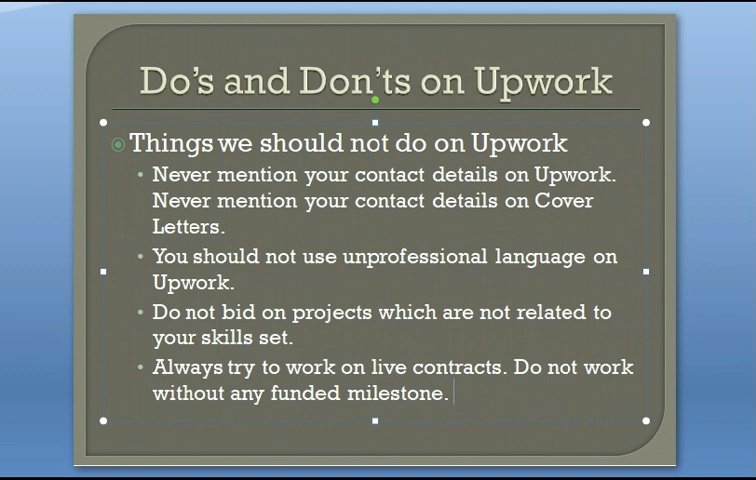 Do's and Don'ts on Upwork
Things we should not do on Upwork
Never mention your contact details on Upwork.
Never mention your contact details on Cover
Letters.
You should not use unprofessional language on
Upwork.
Do not bid on projects which are not related to
your skills set.
Always try to work on live contracts. Do not work
without any funded milestone.